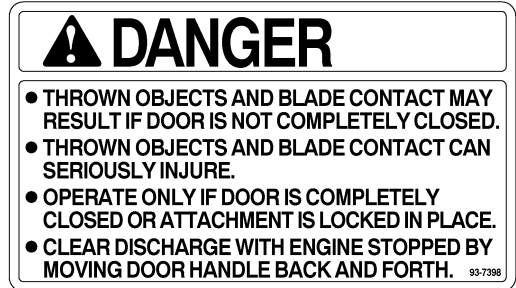 DANGER
● THROWN OBJECTS AND BLADE CONTACT MAY
RESULT IF DOOR IS NOT COMPLETELY CLOSED.
● THROWN OBJECTS AND BLADE CONTACT CAN
SERIOUSLY INJURE.
● OPERATE ONLY IF DOOR IS COMPLETELY
CLOSED OR ATTACHMENT IS LOCKED IN PLACE.
● CLEAR DISCHARGE WITH ENGINE STOPPED BY
MOVING DOOR HANDLE BACK AND FORTH. 93-7398